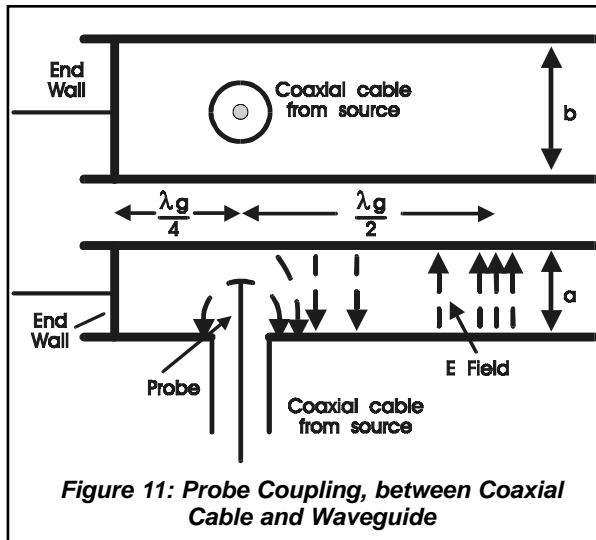 End
Wall
Coaxial cable
from source
b
λg
4
λg
2
End
Wall
Probe
a
E Field
Coaxial cable
from source
Figure 11: Probe Coupling, between Coaxial
Cable and Waveguide